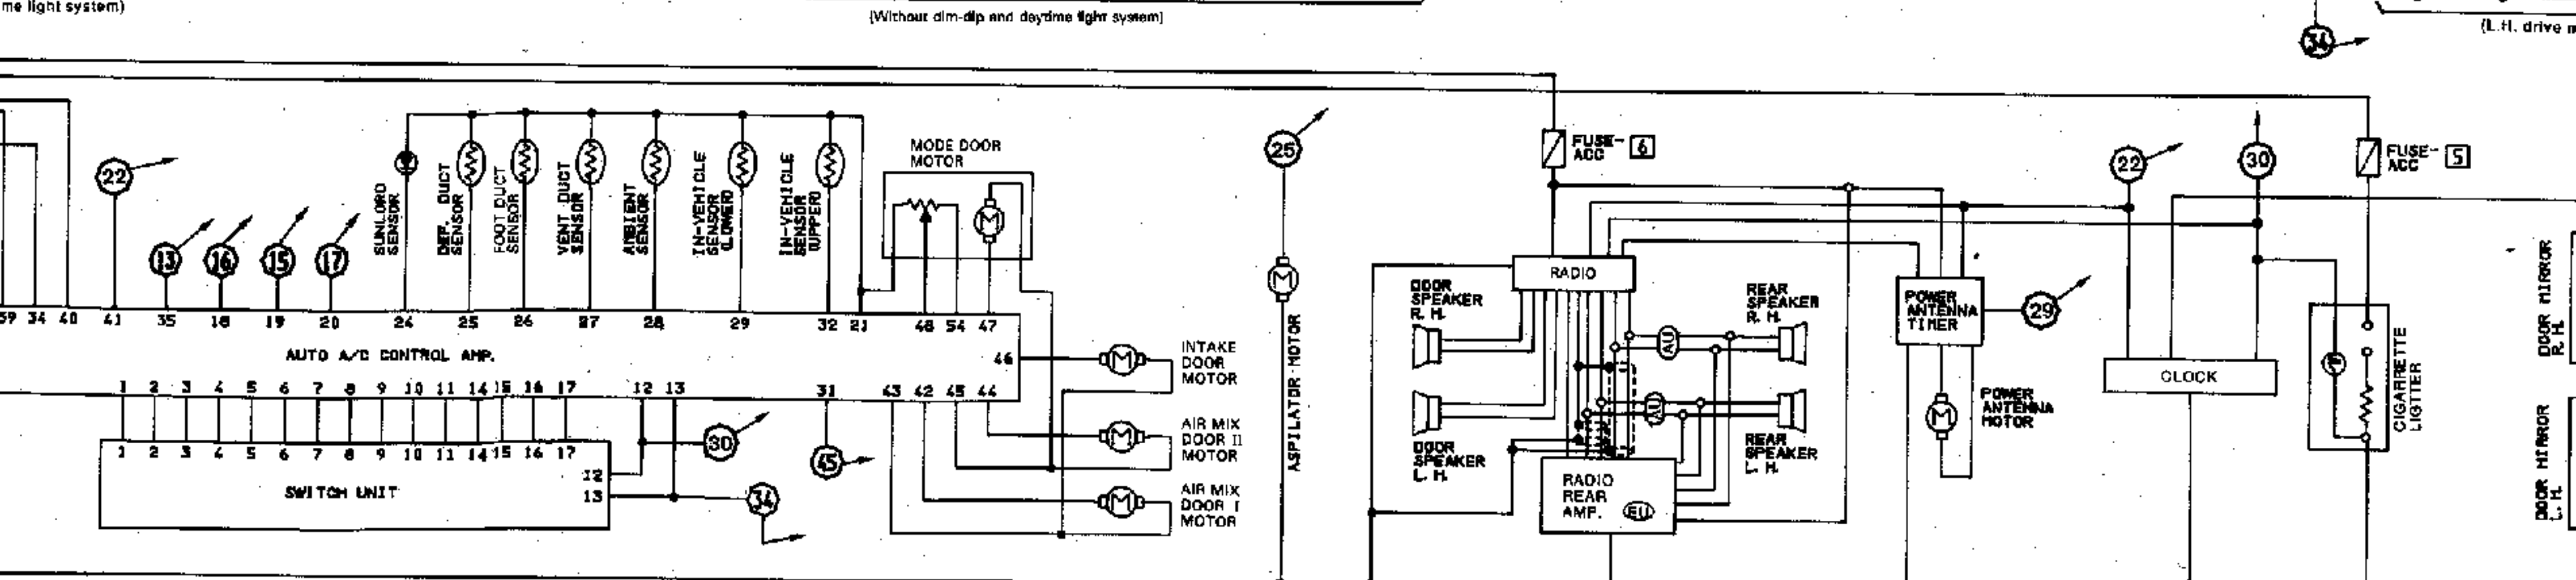 me light system)
(Without dim-dip and daytime light system)
34
(L.H. drive m
22
13
16
15
17
SUNLORD
SENSOR
DEF. DUCT
SENSOR
FOOT DUCT
SENSOR
VENT DUCT
SENSOR
AMBIENT
SENSOR
IN-VEHICLE
SENSOR
(LOWER)
IN-VEHICLE
SENSOR
(UPPER)
MODE DOOR
MOTOR
M
59 34 40 41 35 18 19 20 24 25 26 27 28 29 32 21 48 54 47
AUTO A/C CONTROL AMP.
46
1 2 3 4 5 6 7 8 9 10 11 14 15 16 17 12 13 31 43 42 45 44
1 2 3 4 5 6 7 8 9 10 11 14 15 16 17
12
13
SWITCH UNIT
30
34
45
M
INTAKE
DOOR
MOTOR
M
AIR MIX
DOOR II
MOTOR
M
AIR MIX
DOOR I
MOTOR
25
M
ASPILATOR MOTOR
FUSE-
ACC
6
RADIO
DOOR
SPEAKER
R. H.
DOOR
SPEAKER
L. H.
REAR
SPEAKER
R. H.
REAR
SPEAKER
L. H.
AU
AU
RADIO
REAR
AMP.
EU
POWER
ANTENNA
TIMER
29
M
POWER
ANTENNA
MOTOR
22
30
FUSE-
ACC
5
CLOCK
CIGARRETTE
LIGTTER
DOOR MIRROR
R. H.
DOOR MIRROR
L. H.